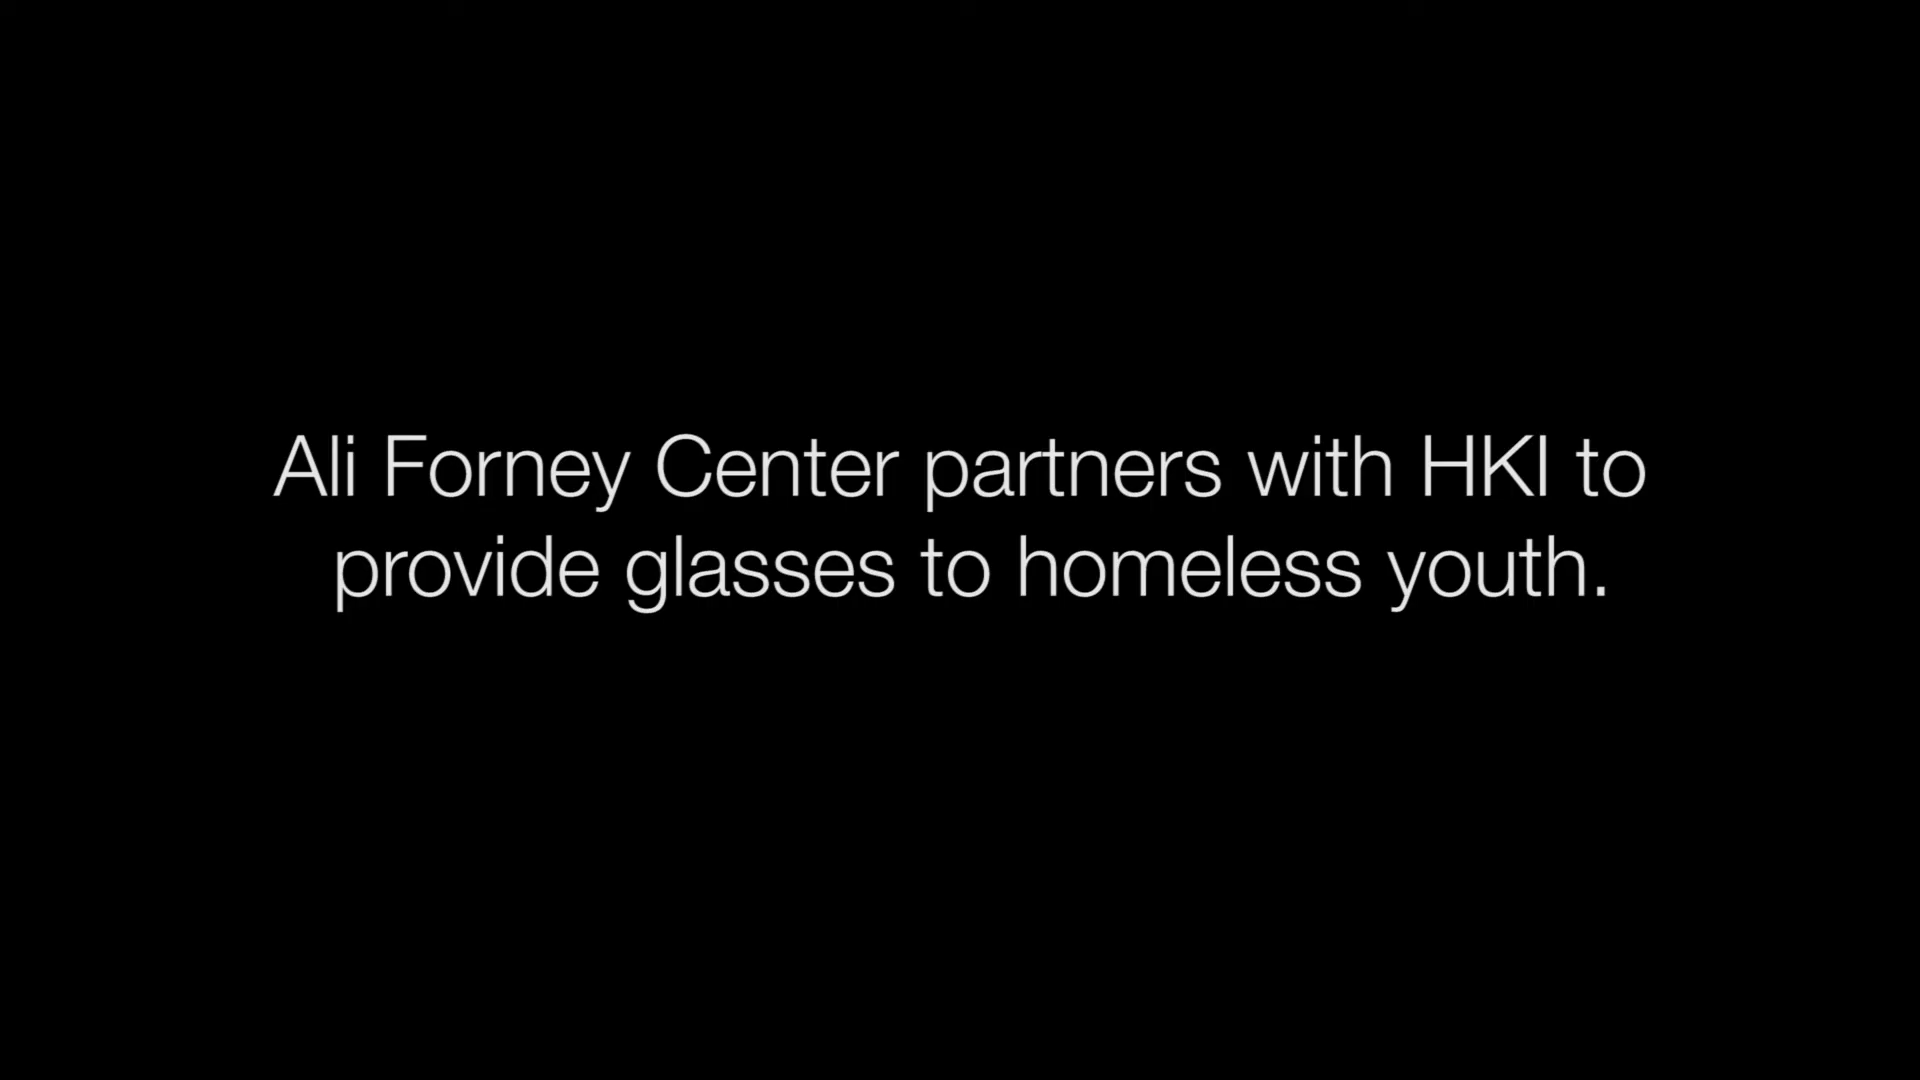 Ali Forney Center partners with HKI to
provide glasses to homeless youth.